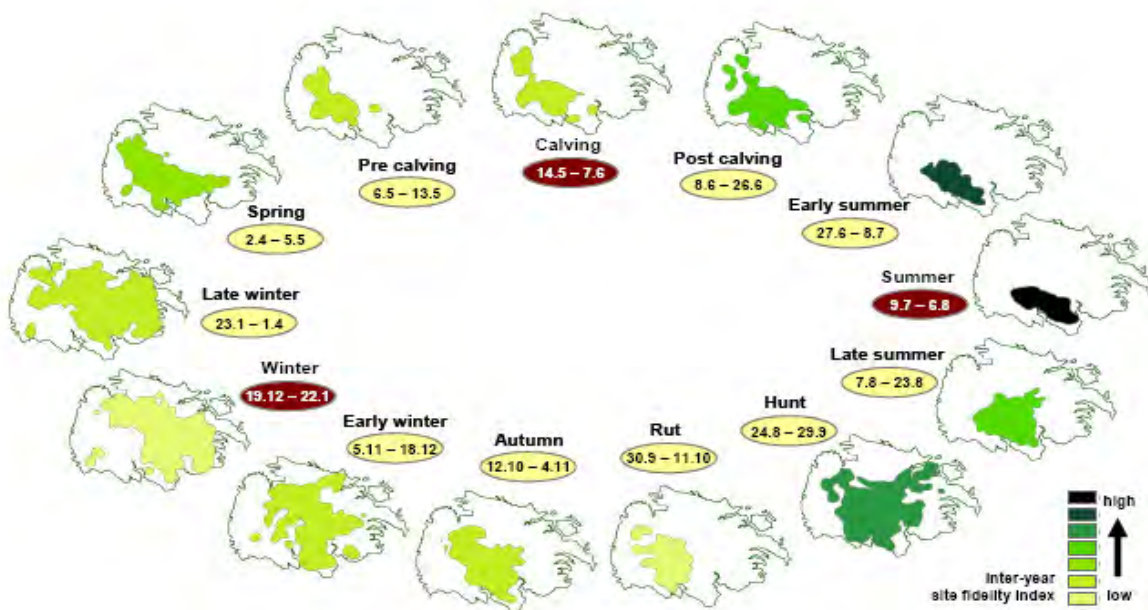 Calving
14.5 – 7.6
Post calving
8.6 – 26.6
Early summer
27.6 – 8.7
Summer
9.7 – 6.8
Late summer
7.8 – 23.8
Hunt
24.8 – 29.9
Rut
30.9 – 11.10
Autumn
12.10 – 4.11
Early winter
5.11 – 18.12
Winter
19.12 – 22.1
Late winter
23.1 – 1.4
Spring
2.4 – 5.5
Pre calving
6.5 – 13.5
high
Inter-year
site fidelity index
low